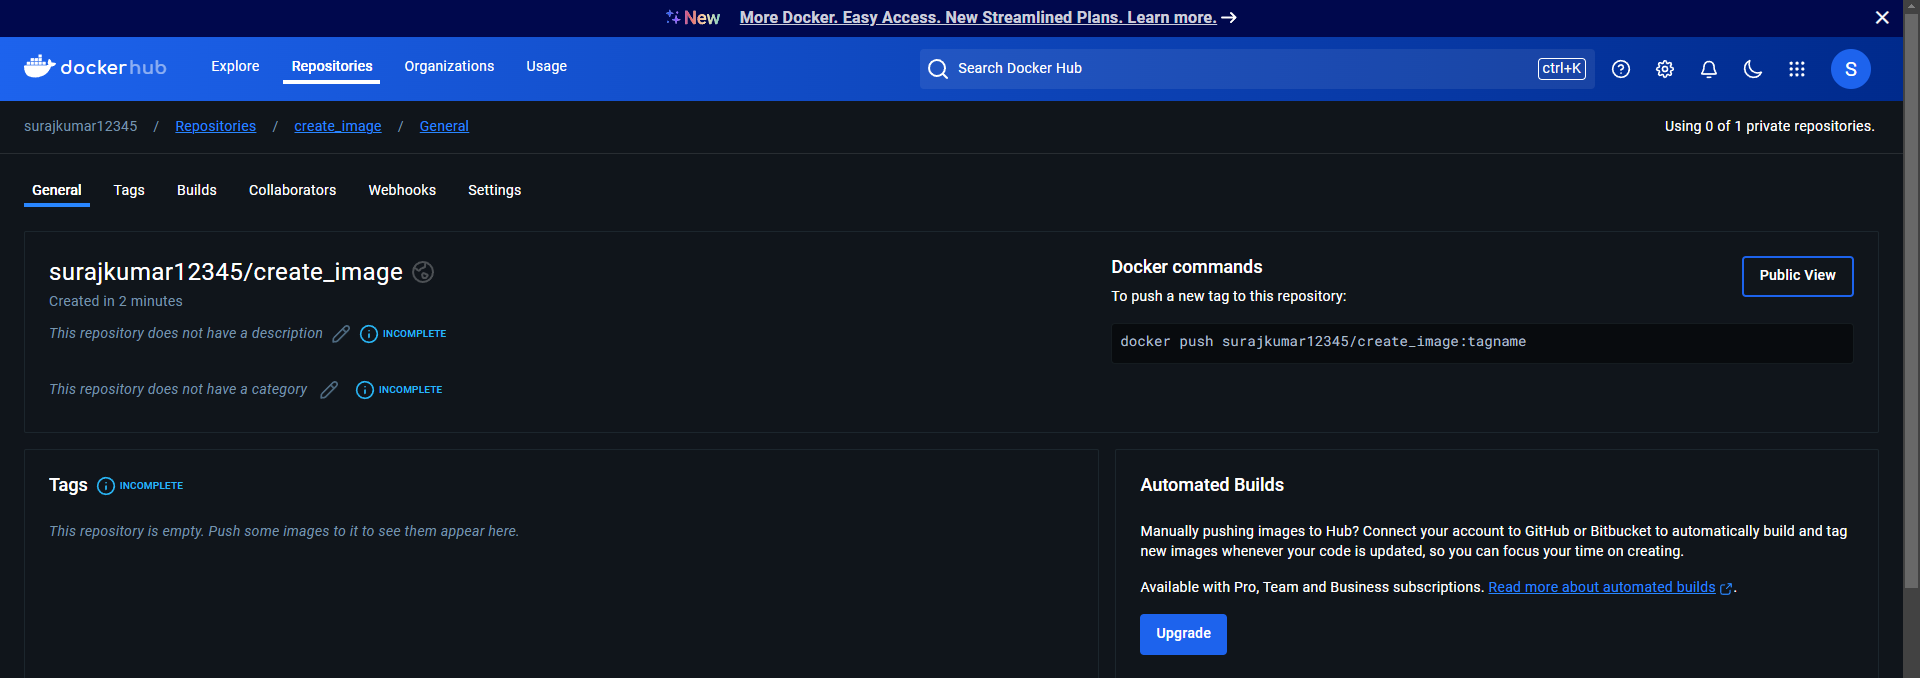 New More Docker. Easy Access. New Streamlined Plans. Learn more.
dockerhub Explore Repositories Organizations Usage Search Docker Hub ctrl+K S
surajkumar12345 / Repositories / create_image / General Using 0 of 1 private repositories.
General Tags Builds Collaborators Webhooks Settings
surajkumar12345/create_image
Created in 2 minutes
This repository does not have a description INCOMPLETE
This repository does not have a category INCOMPLETE
Docker commands
To push a new tag to this repository:
Public View
docker push surajkumar12345/create_image:tagname
Tags INCOMPLETE
This repository is empty. Push some images to it to see them appear here.
Automated Builds
Manually pushing images to Hub? Connect your account to GitHub or Bitbucket to automatically build and tag
new images whenever your code is updated, so you can focus your time on creating.
Available with Pro, Team and Business subscriptions. Read more about automated builds.
Upgrade